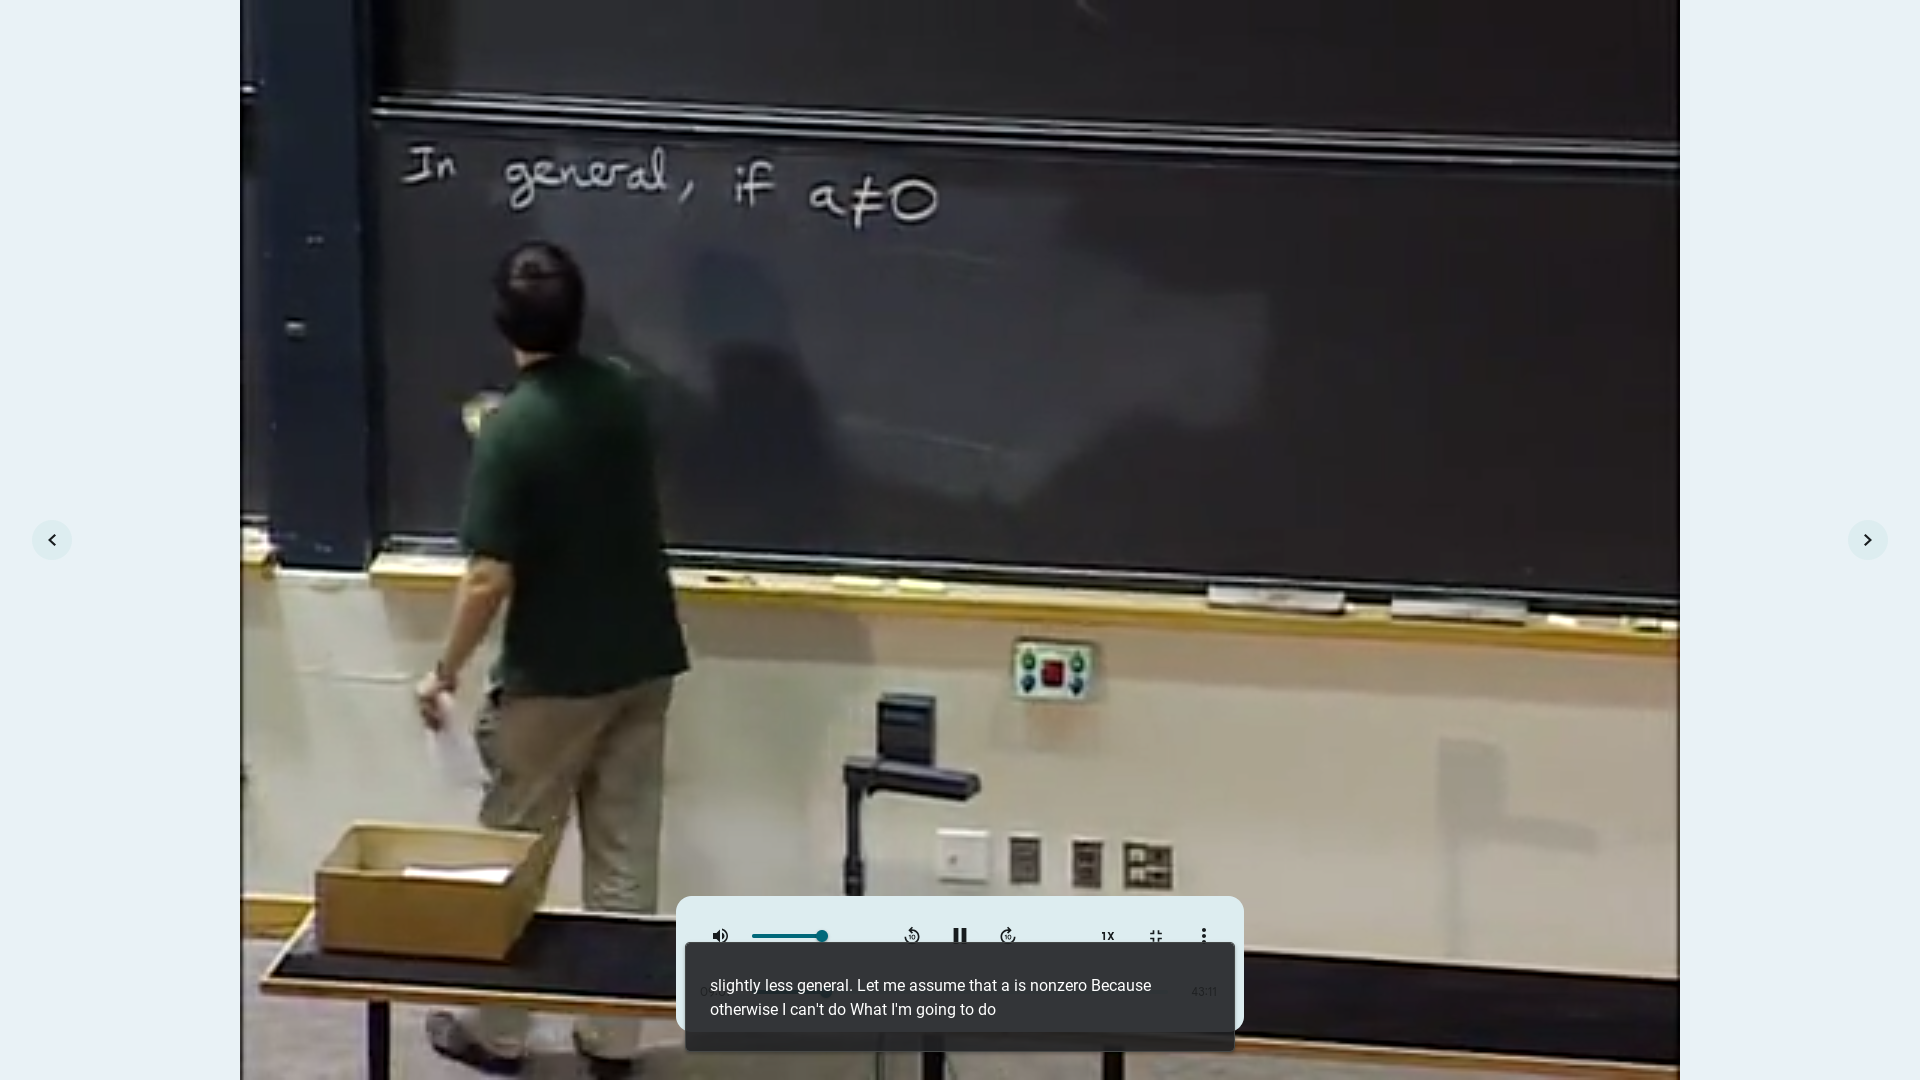 In general, if a≠0
1X
slightly less general. Let me assume that a is nonzero Because
otherwise I can't do What I'm going to do
43:11